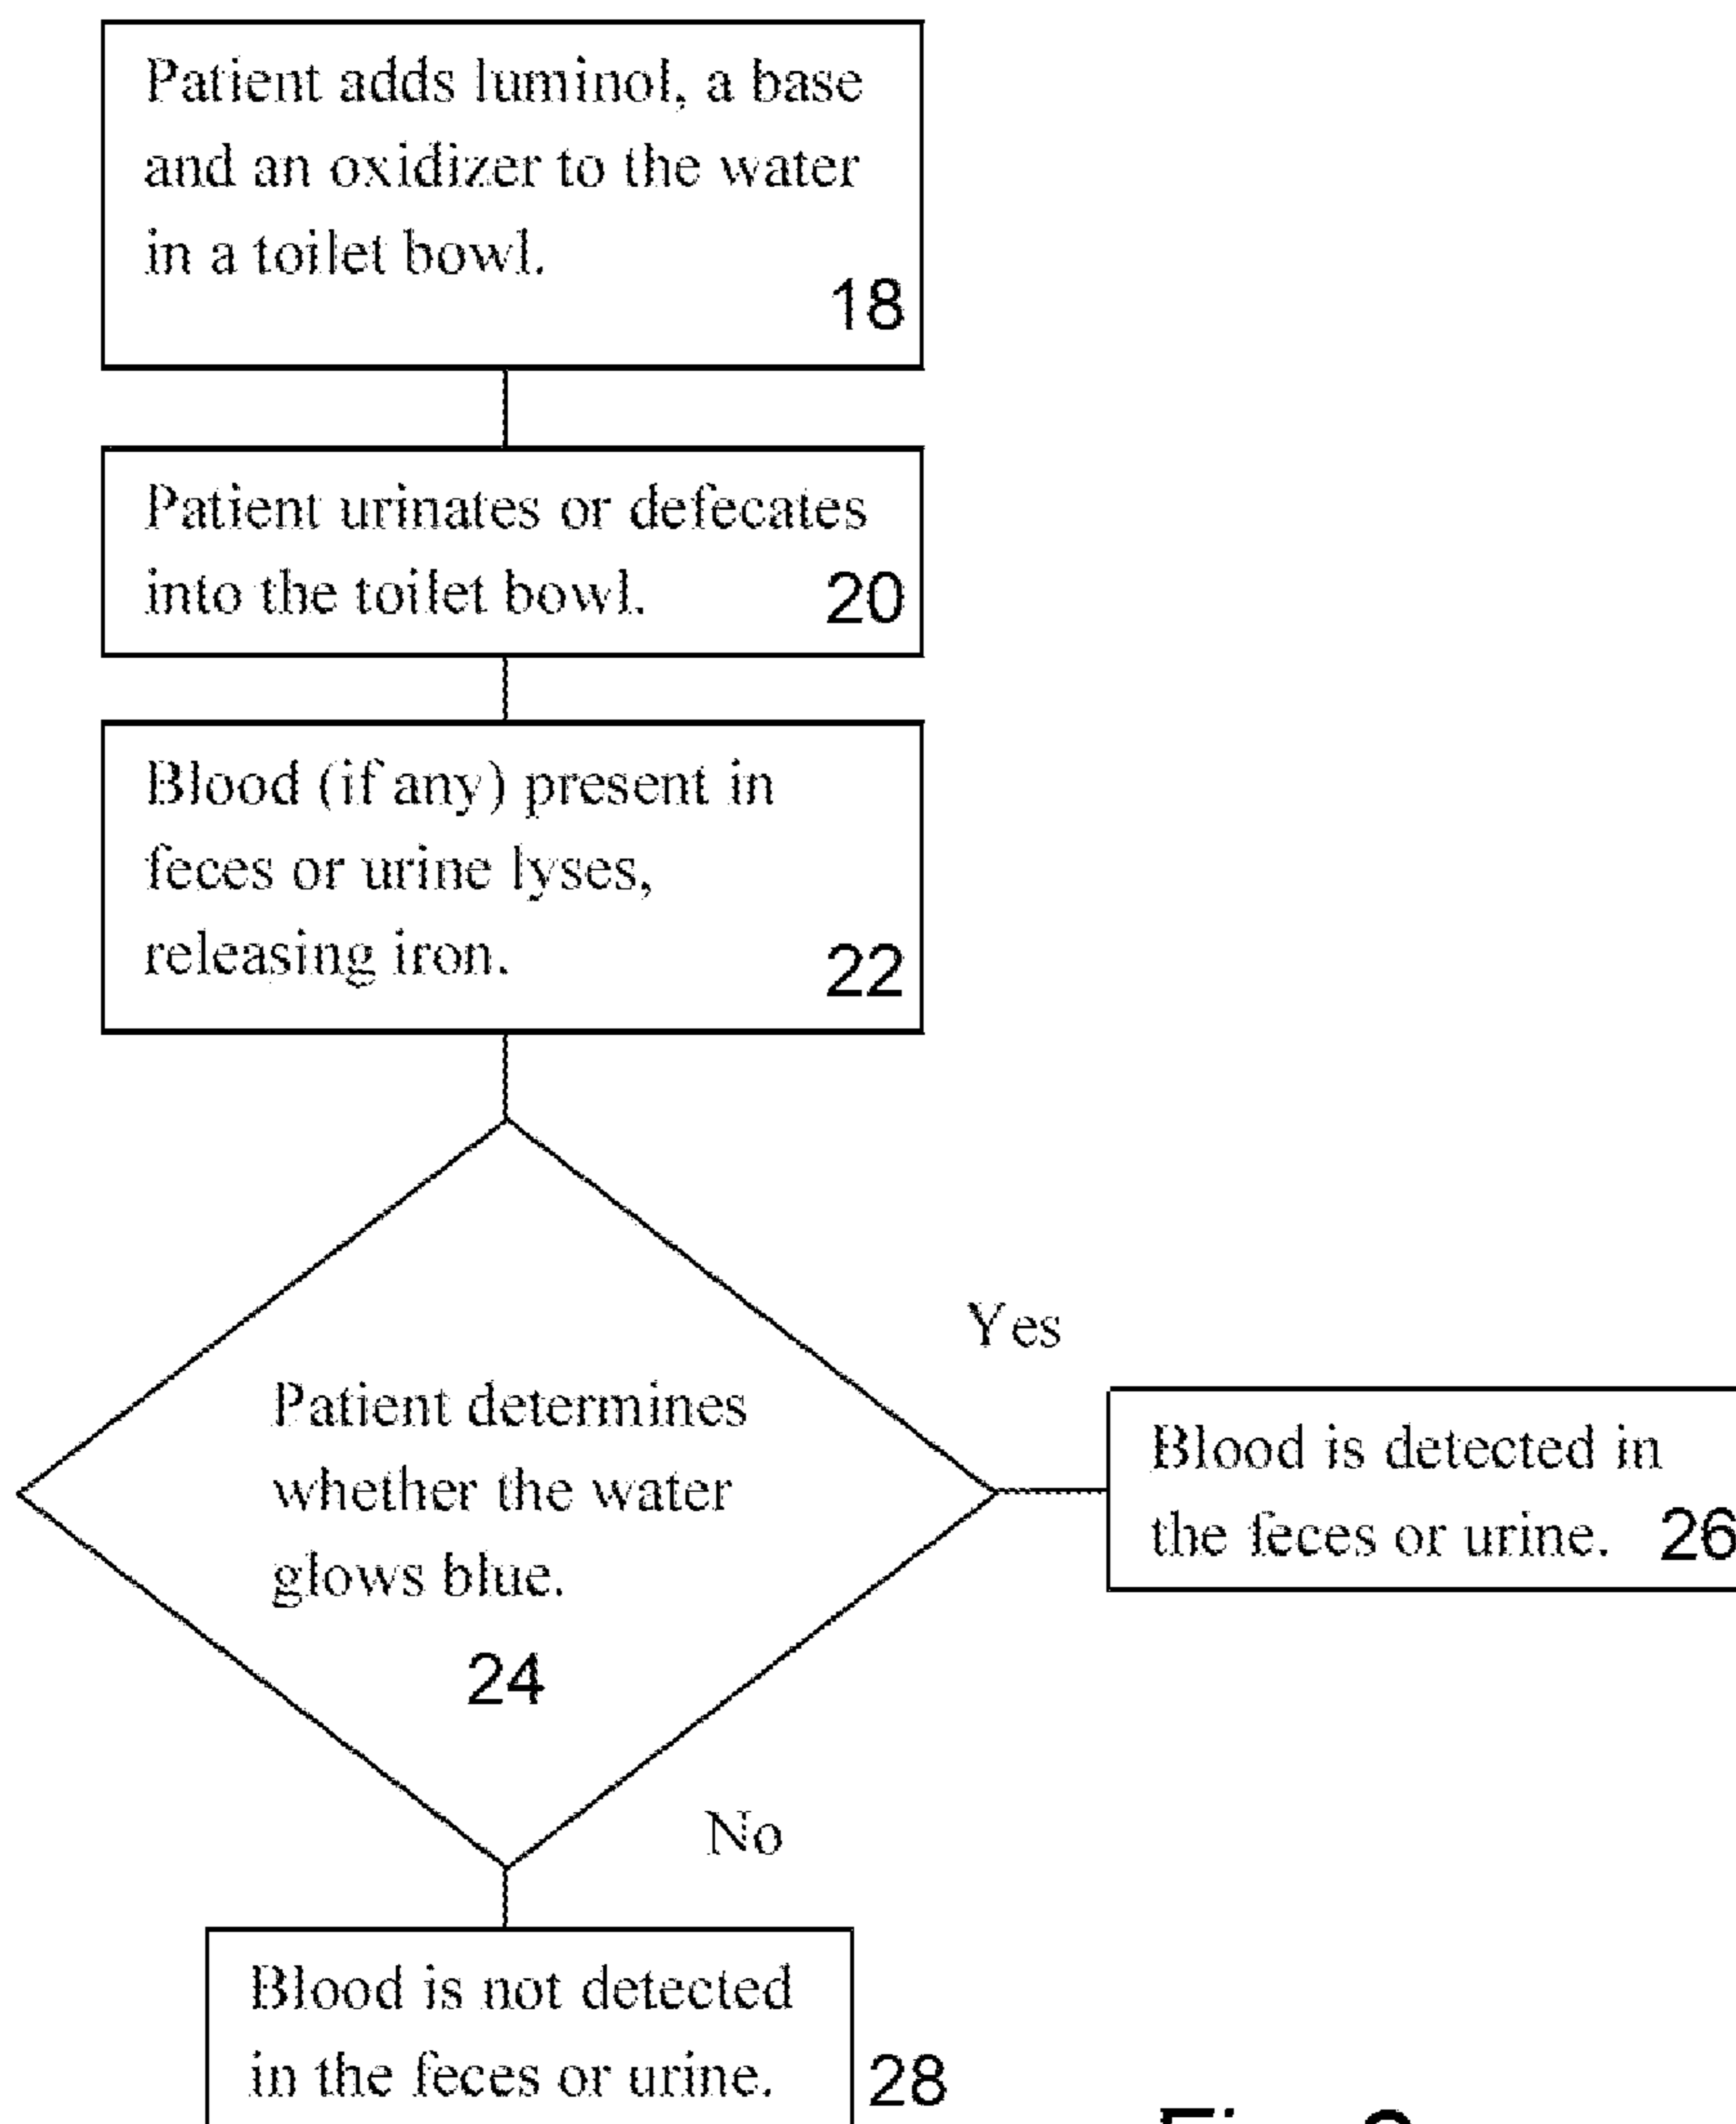 Patient adds luminol, a base
and an oxidizer to the water
in a toilet bowl.
18
Patient urinates or defecates
into the toilet bowl.
20
Blood (if any) present in
feces or urine lyses,
releasing iron.
22
Patient determines
whether the water
glows blue.
24
Yes
Blood is detected in
the feces or urine.
26
No
Blood is not detected
in the feces or urine.
28